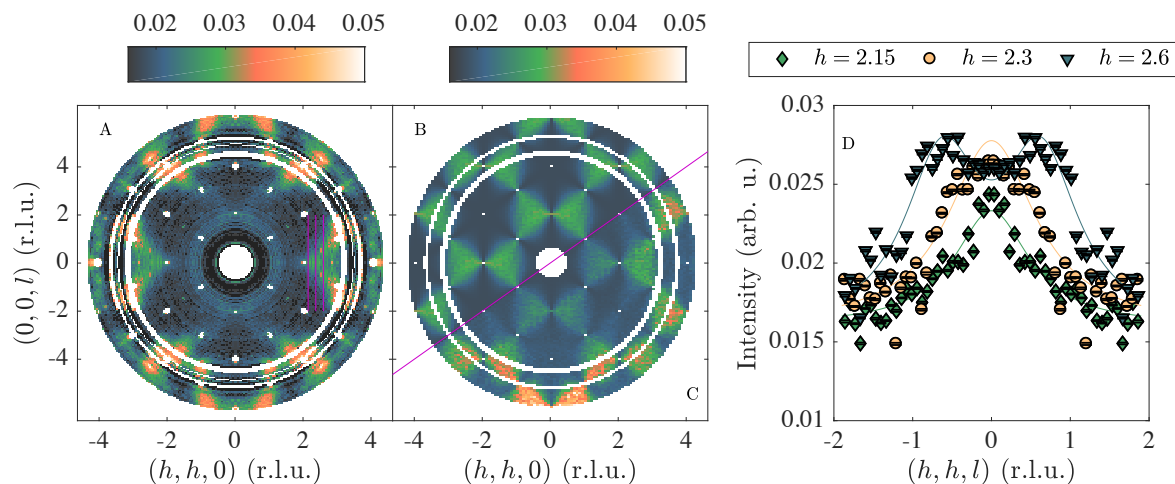 0.02 0.03 0.04 0.05 0.02 0.03 0.04 0.05
h = 2.15 h = 2.3 h = 2.6
A B C D
(0, 0, l) (r.l.u.)
4
2
0
-2
-4
-4 -2 0 2 4 -4 -2 0 2 4
(h, h, 0) (r.l.u.) (h, h, 0) (r.l.u.)
Intensity (arb. u.)
0.03
0.025
0.02
0.015
0.01
-2 -1 0 1 2
(h, h, l) (r.l.u.)